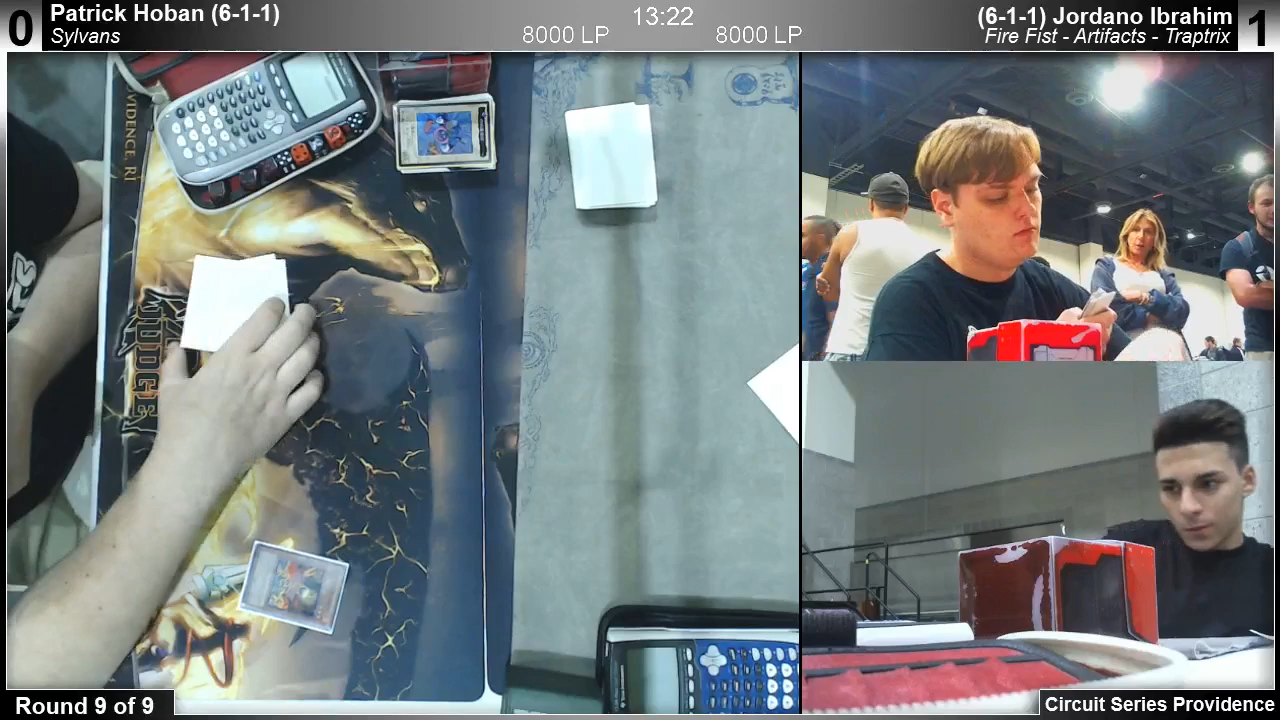 0
Patrick Hoban (6-1-1)
Sylvans
8000 LP
13:22
8000 LP
(6-1-1) Jordano Ibrahim
Fire Fist - Artifacts - Traptrix
1
VIDENCE, RI
Round 9 of 9
Circuit Series Providence